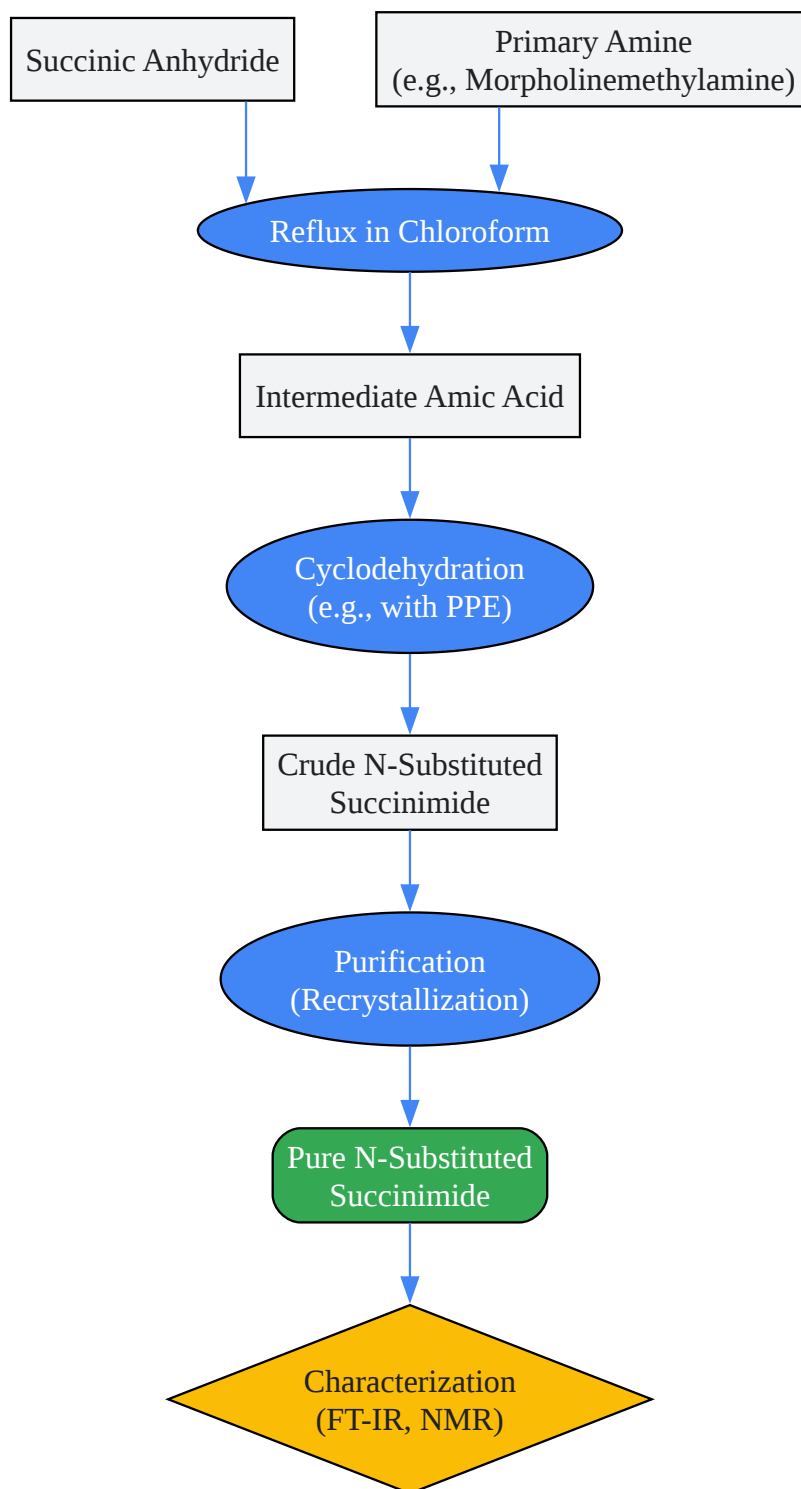 Succinic Anhydride
Primary Amine
(e.g., Morpholinemethylamine)
Reflux in Chloroform
Intermediate Amic Acid
Cyclodehydration
(e.g., with PPE)
Crude N-Substituted
Succinimide
Purification
(Recrystallization)
Pure N-Substituted
Succinimide
Characterization
(FT-IR, NMR)